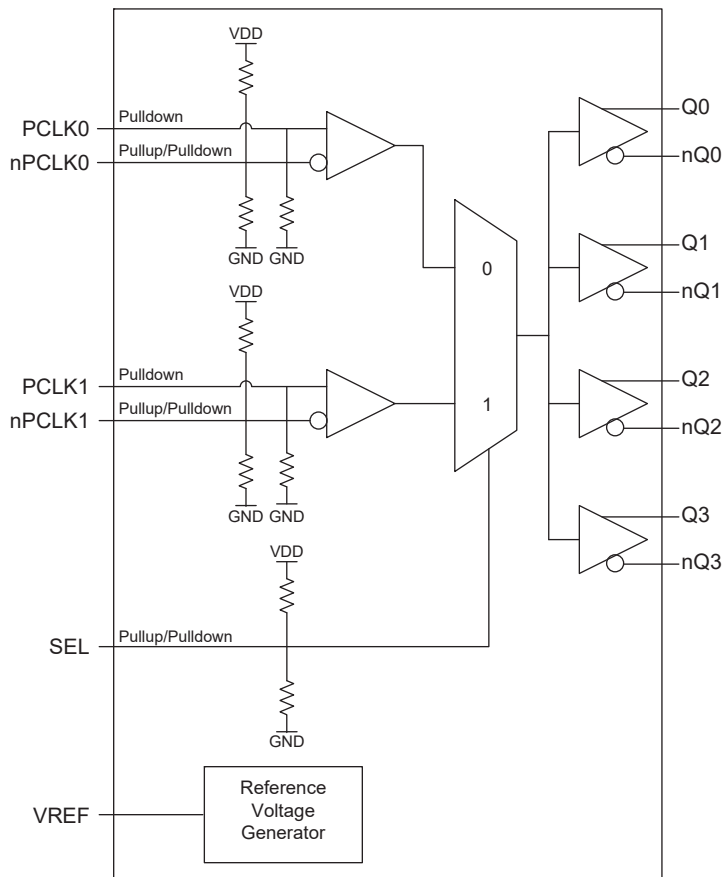 VDD
PCLK0
Pulldown
nPCLK0
Pullup/Pulldown
GND
GND
VDD
PCLK1
Pulldown
nPCLK1
Pullup/Pulldown
GND
GND
0
1
Q0
nQ0
Q1
nQ1
Q2
nQ2
Q3
nQ3
VDD
SEL
Pullup/Pulldown
GND
VREF
Reference
Voltage
Generator